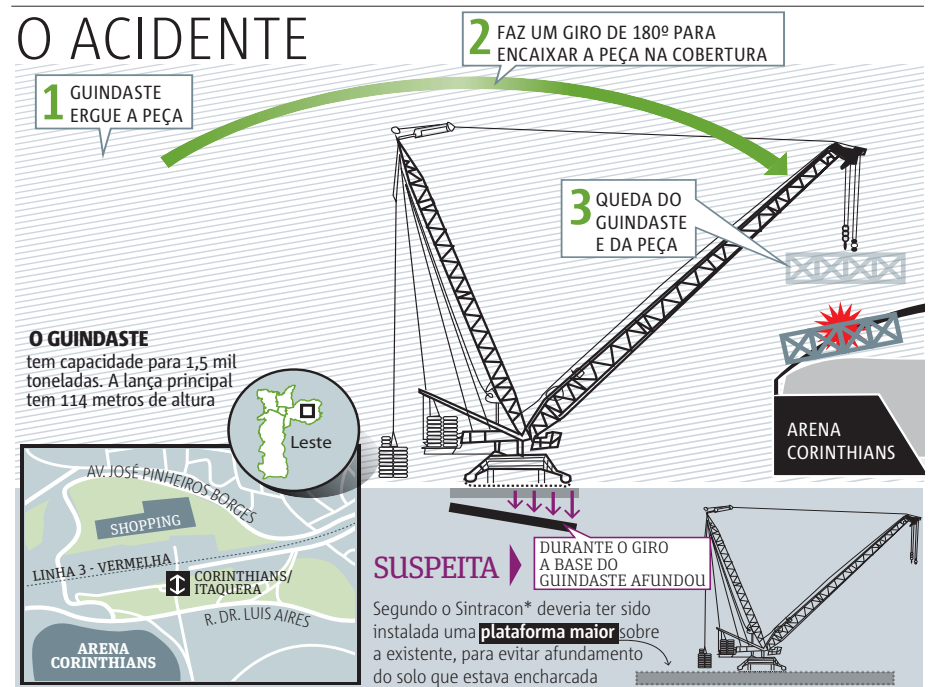 O ACIDENTE
1 GUINDASTE
ERGUE A PEÇA
2 FAZ UM GIRO DE 180º PARA
ENCAIXAR A PEÇA NA COBERTURA
3 QUEDA DO
GUINDASTE
E DA PEÇA
O GUINDASTE
tem capacidade para 1,5 mil
toneladas. A lança principal
tem 114 metros de altura
Leste
ARENA
CORINTHIANS
AV. JOSÉ PINHEIROS BORGES
SHOPPING
LINHA 3 - VERMELHA
CORINTHIANS/
ITAQUERA
R. DR. LUIS AIRES
ARENA
CORINTHIANS
SUSPEITA
DURANTE O GIRO
A BASE DO
GUINDASTE AFUNDOU
Segundo o Sintracon* deveria ter sido
instalada uma plataforma maior sobre
a existente, para evitar afundamento
do solo que estava encharcada